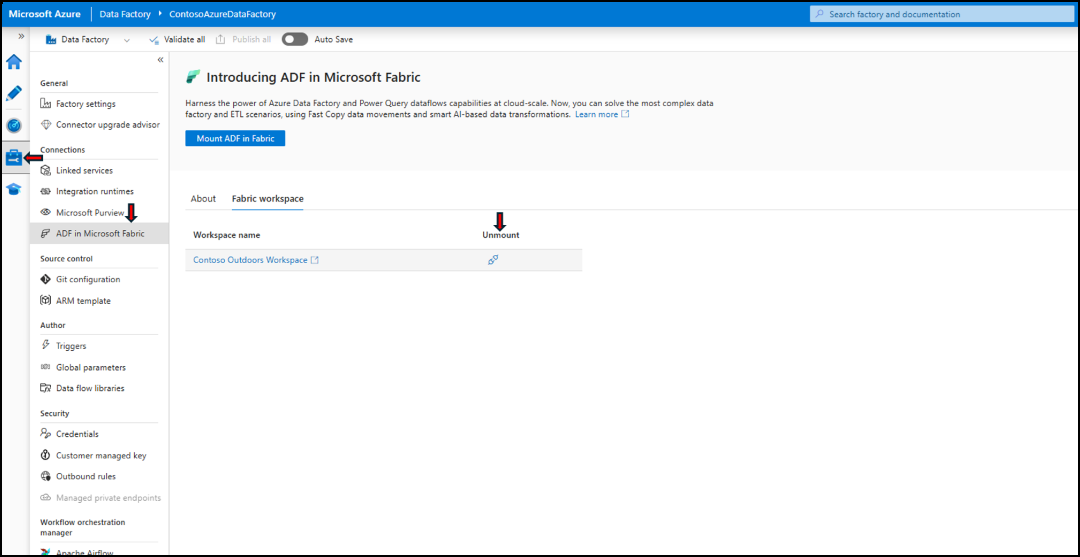 Microsoft Azure
Data Factory
ContosoAzureDataFactory
Search factory and documentation
»
Data Factory
Validate all
Publish all
Auto Save
«
General
Factory settings
Connector upgrade advisor
Connections
Linked services
Integration runtimes
Microsoft Purview
ADF in Microsoft Fabric
Source control
Git configuration
ARM template
Author
Triggers
Global parameters
Data flow libraries
Security
Credentials
Customer managed key
Outbound rules
Managed private endpoints
Workflow orchestration
manager
Apache Airflow
Introducing ADF in Microsoft Fabric
Harness the power of Azure Data Factory and Power Query dataflows capabilities at cloud-scale. Now, you can solve the most complex data
factory and ETL scenarios, using Fast Copy data movements and smart AI-based data transformations. Learn more
Mount ADF in Fabric
About
Fabric workspace
Workspace name
Unmount
Contoso Outdoors Workspace